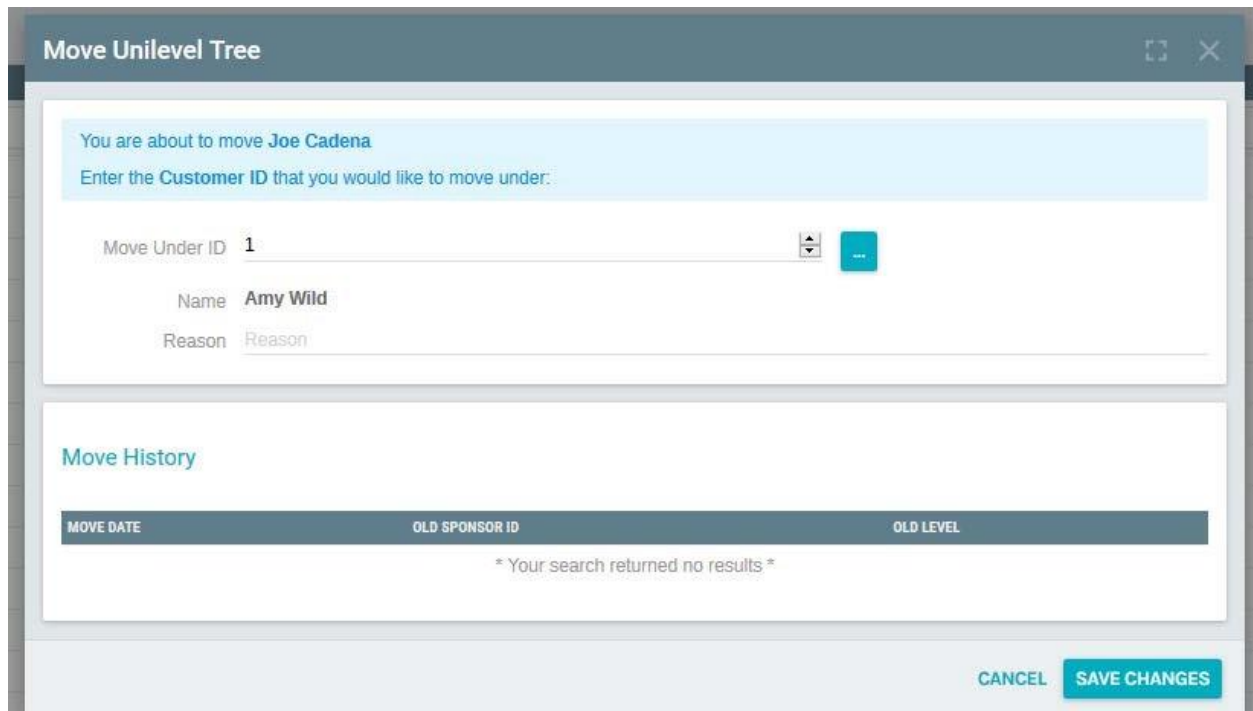 Move Unilevel Tree
You are about to move Joe Cadena
Enter the Customer ID that you would like to move under:
Move Under ID 1 ...
Name Amy Wild
Reason Reason
Move History
MOVE DATE OLD SPONSOR ID OLD LEVEL
* Your search returned no results *
CANCEL SAVE CHANGES